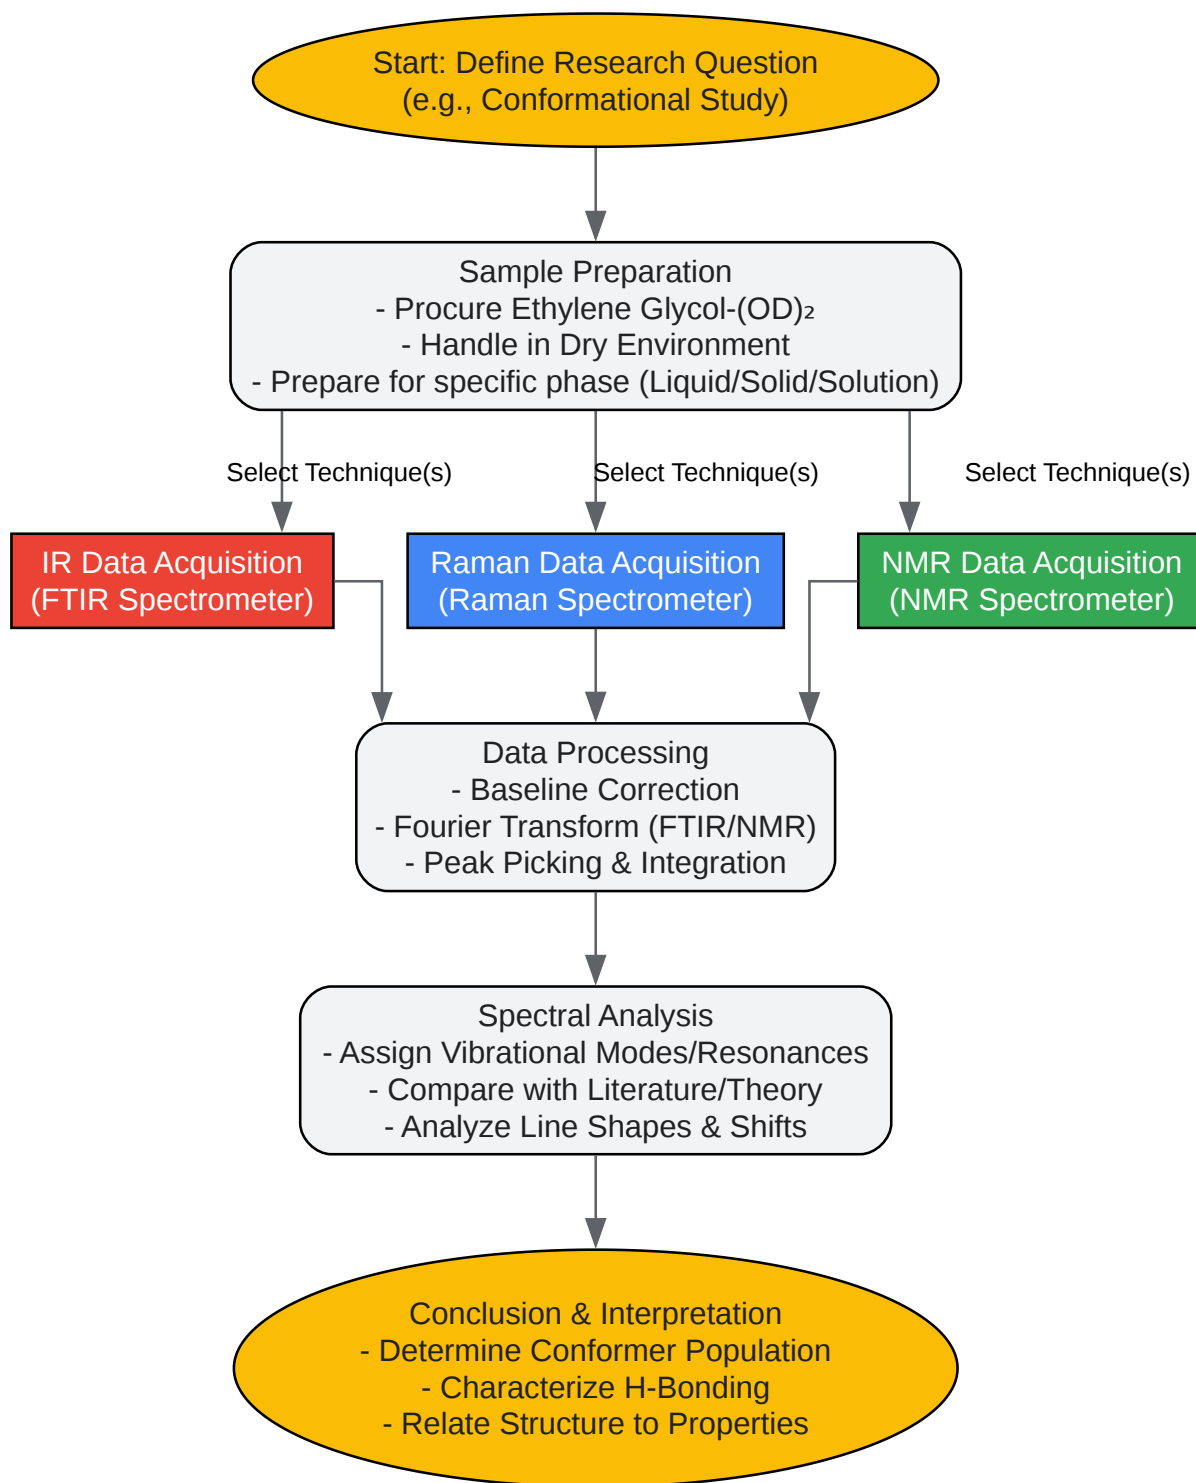 Start: Define Research Question
(e.g., Conformational Study)
Sample Preparation
- Procure Ethylene Glycol-(OD)₂
- Handle in Dry Environment
- Prepare for specific phase (Liquid/Solid/Solution)
Select Technique(s)
Select Technique(s)
Select Technique(s)
IR Data Acquisition
(FTIR Spectrometer)
Raman Data Acquisition
(Raman Spectrometer)
NMR Data Acquisition
(NMR Spectrometer)
Data Processing
- Baseline Correction
- Fourier Transform (FTIR/NMR)
- Peak Picking & Integration
Spectral Analysis
- Assign Vibrational Modes/Resonances
- Compare with Literature/Theory
- Analyze Line Shapes & Shifts
Conclusion & Interpretation
- Determine Conformer Population
- Characterize H-Bonding
- Relate Structure to Properties